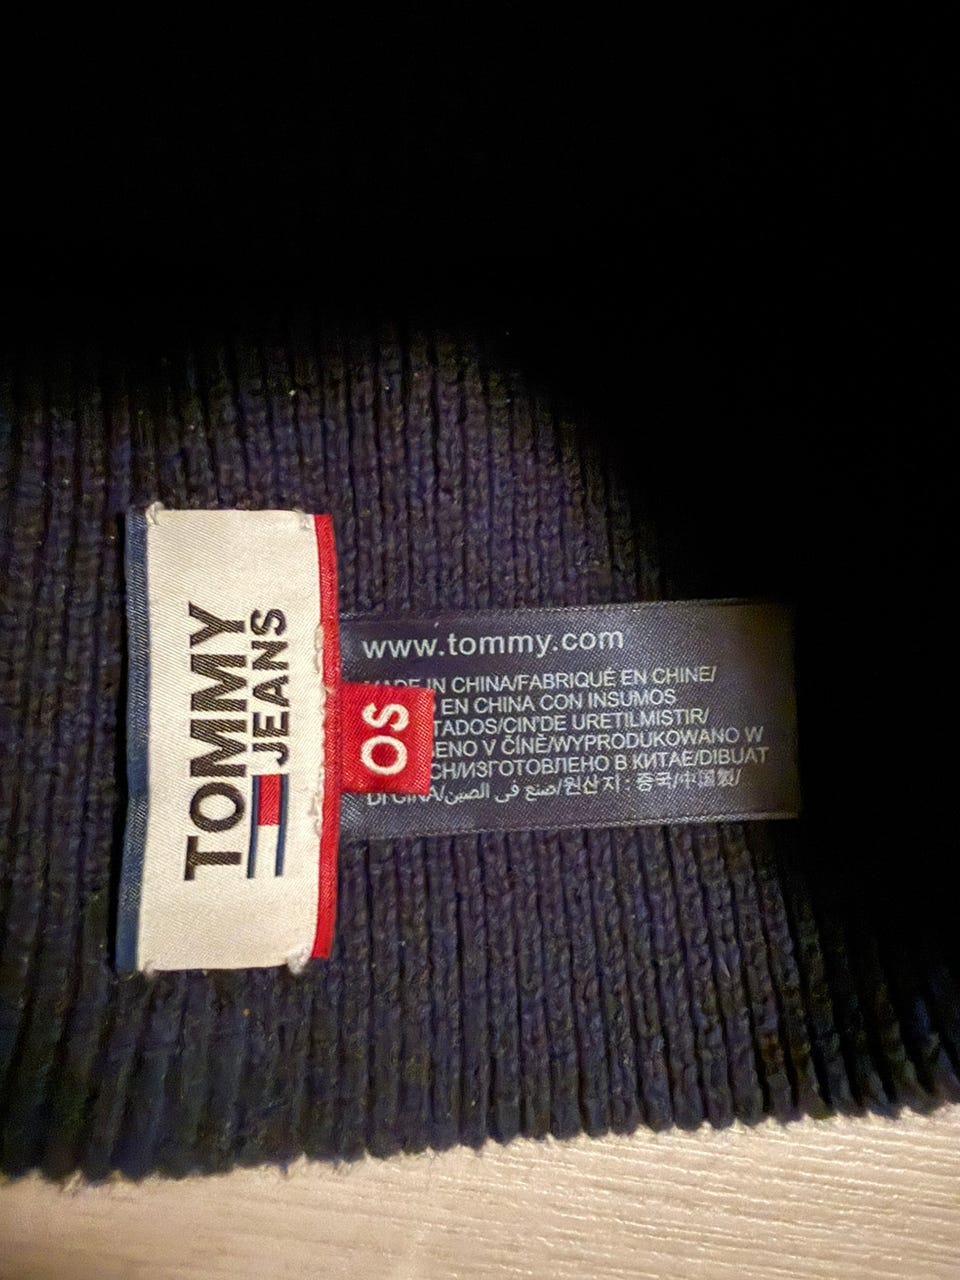 TOMMY
JEANS
OS
www.tommy.com
IN CHINA/FABRIQUÉ EN CHINE/
EN CHINA CON INSUMOS
TADOS/CIN'DE URETILMISTIR/
ENO V ČÍNĚ/WYPRODUKOWANO W
CH/ИЗГОТОВЛЕНО В КИТАЕ/DIBUAT
DI CINA/صنع في الصين/원산지 : 중국/中国製/